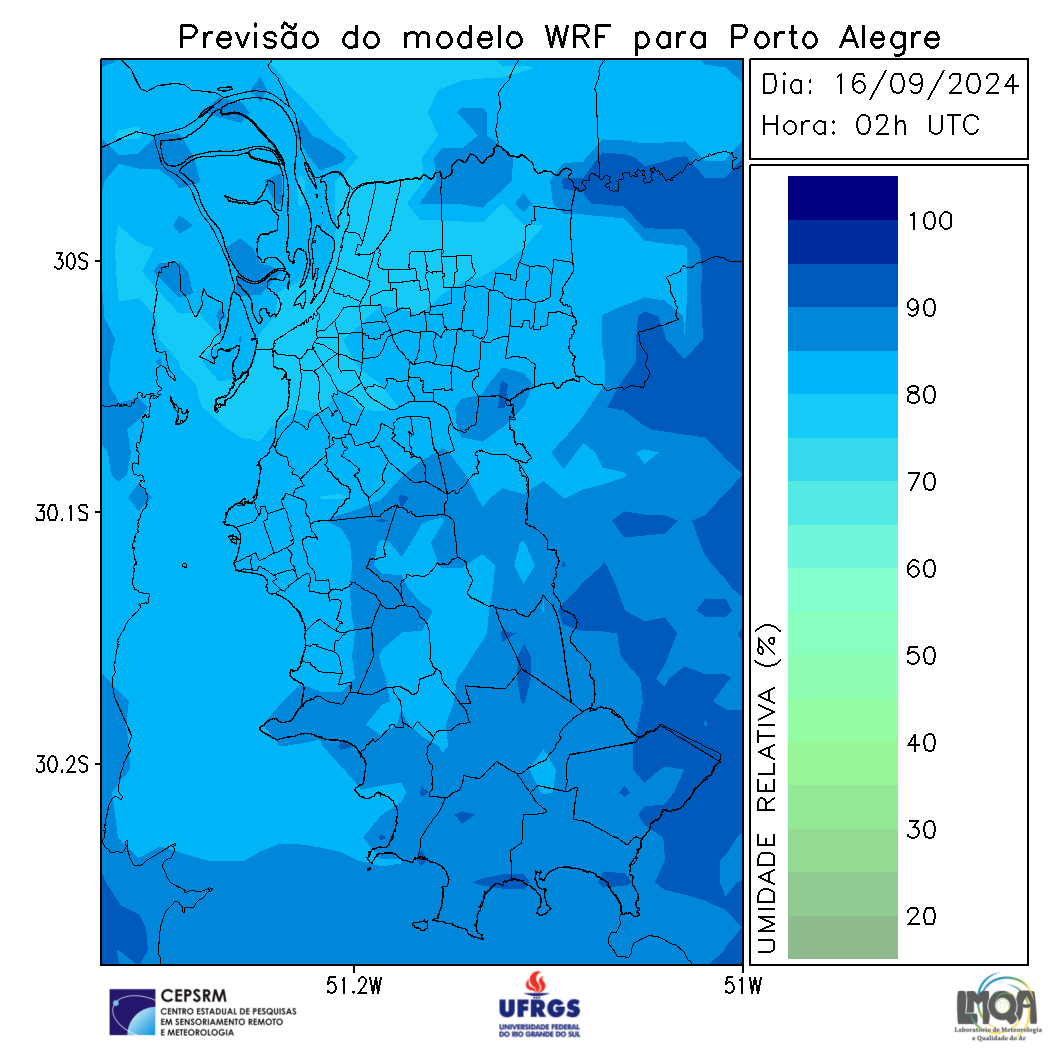 Previsão do modelo WRF para Porto Alegre
Dia: 16/09/2024
Hora: 02h UTC
30S
30.1S
30.2S
51.2W
51W
UMIDADE RELATIVA (%)
100
90
80
70
60
50
40
30
20
CEPSRM
CENTRO ESTADUAL DE PESQUISAS
EM SENSORIAMENTO REMOTO
E METEOROLOGIA
UFRGS
UNIVERSIDADE FEDERAL
DO RIO GRANDE DO SUL
LMQA
Laboratório de Meteorologia
e Qualidade do Ar